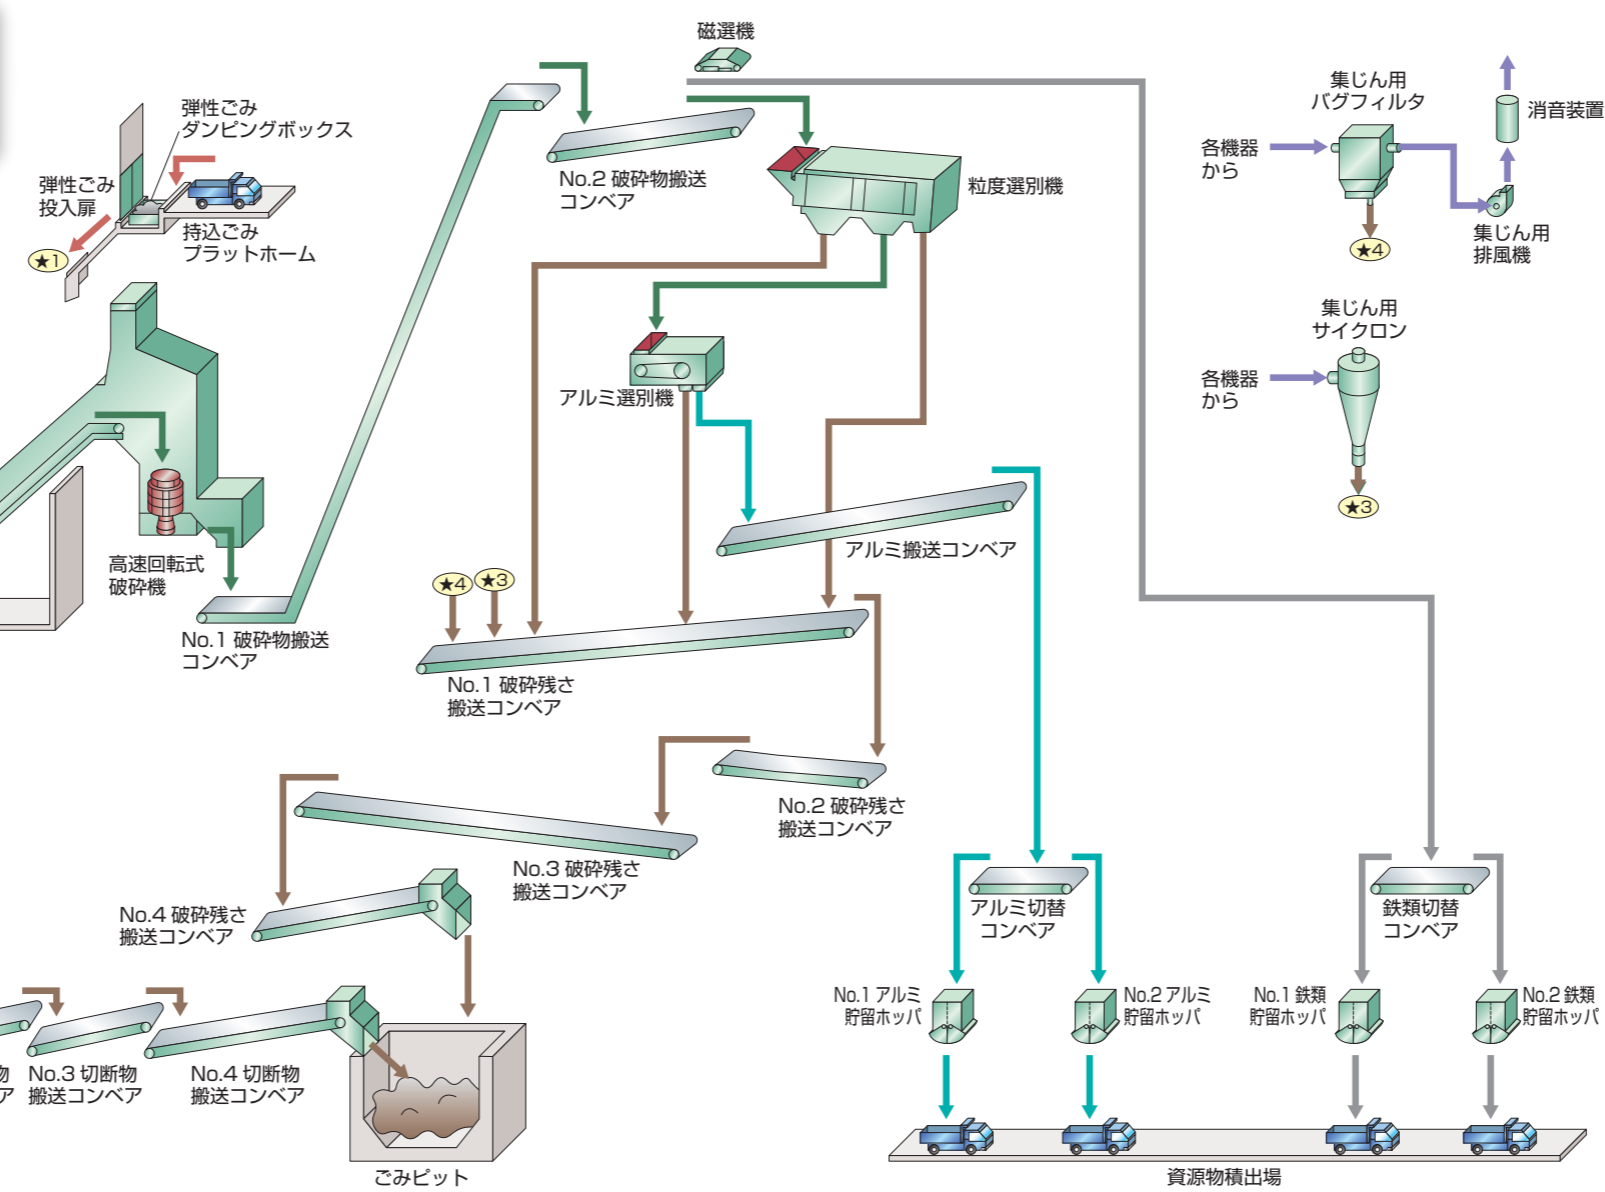 磁選機
集じん用
バグフィルタ
消音装置
弾性ごみ
ダンピングボックス
各機器
から
No.2 破砕物搬送
コンベア
粒度選別機
弾性ごみ
投入扉
持込ごみ
プラットホーム
★1
★4
集じん用
排風機
集じん用
サイクロン
各機器
から
アルミ選別機
★3
アルミ搬送コンベア
高速回転式
破砕機
★4
★3
No.1 破砕物搬送
コンベア
No.1 破砕残さ
搬送コンベア
No.2 破砕残さ
搬送コンベア
No.3 破砕残さ
搬送コンベア
No.4 破砕残さ
搬送コンベア
アルミ切替
コンベア
鉄類切替
コンベア
No.1 アルミ
貯留ホッパ
No.2 アルミ
貯留ホッパ
No.1 鉄類
貯留ホッパ
No.2 鉄類
貯留ホッパ
物
ア
No.3 切断物
搬送コンベア
No.4 切断物
搬送コンベア
ごみピット
資源物積出場